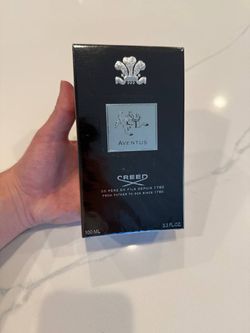 AVENTUS
CREED
DE PÈRE EN FILS DEPUIS 1760
FROM FATHER TO SON SINCE 1760
100 ML
3.3 FL.OZ.